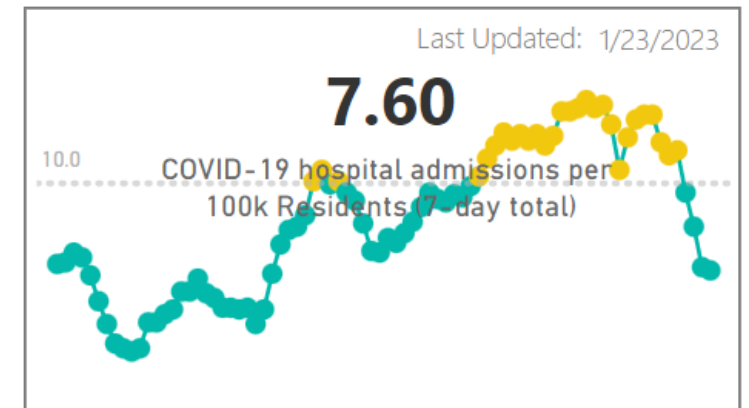 Last Updated: 1/23/2023
7.60
10.0
COVID-19 hospital admissions per
100k Residents (7-day total)